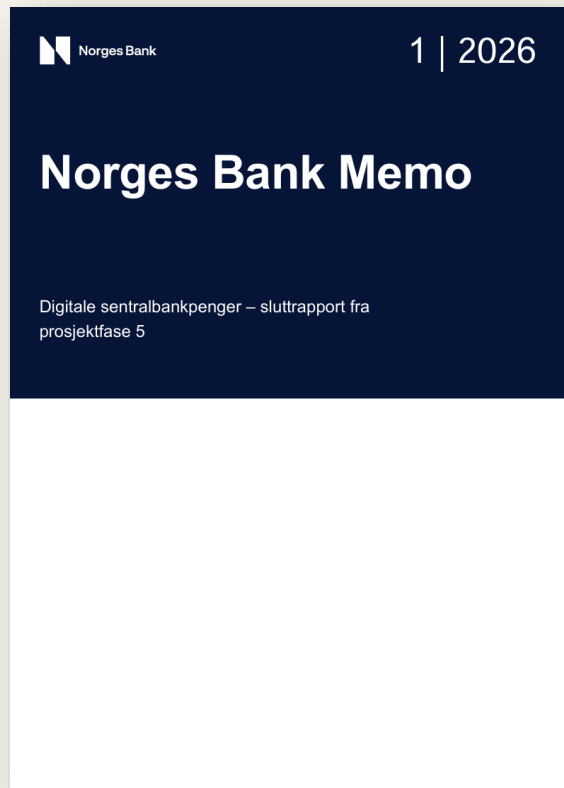 Norges Bank
1 | 2026
Norges Bank Memo
Digitale sentralbankpenger – sluttrapport fra
prosjektfase 5